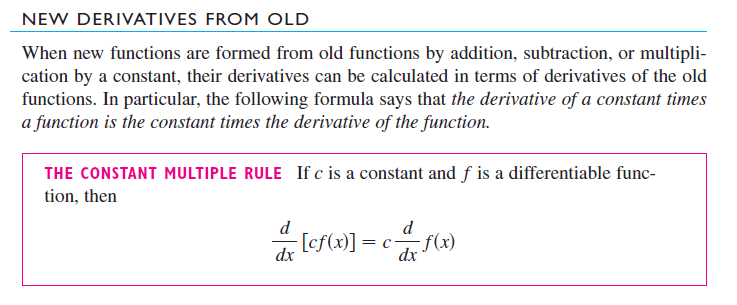 NEW DERIVATIVES FROM OLD
When new functions are formed from old functions by addition, subtraction, or multipli-
cation by a constant, their derivatives can be calculated in terms of derivatives of the old
functions. In particular, the following formula says that the derivative of a constant times
a function is the constant times the derivative of the function.
THE CONSTANT MULTIPLE RULE If c is a constant and f is a differentiable func-
tion, then
d/dx [cf(x)] = c d/dx f(x)